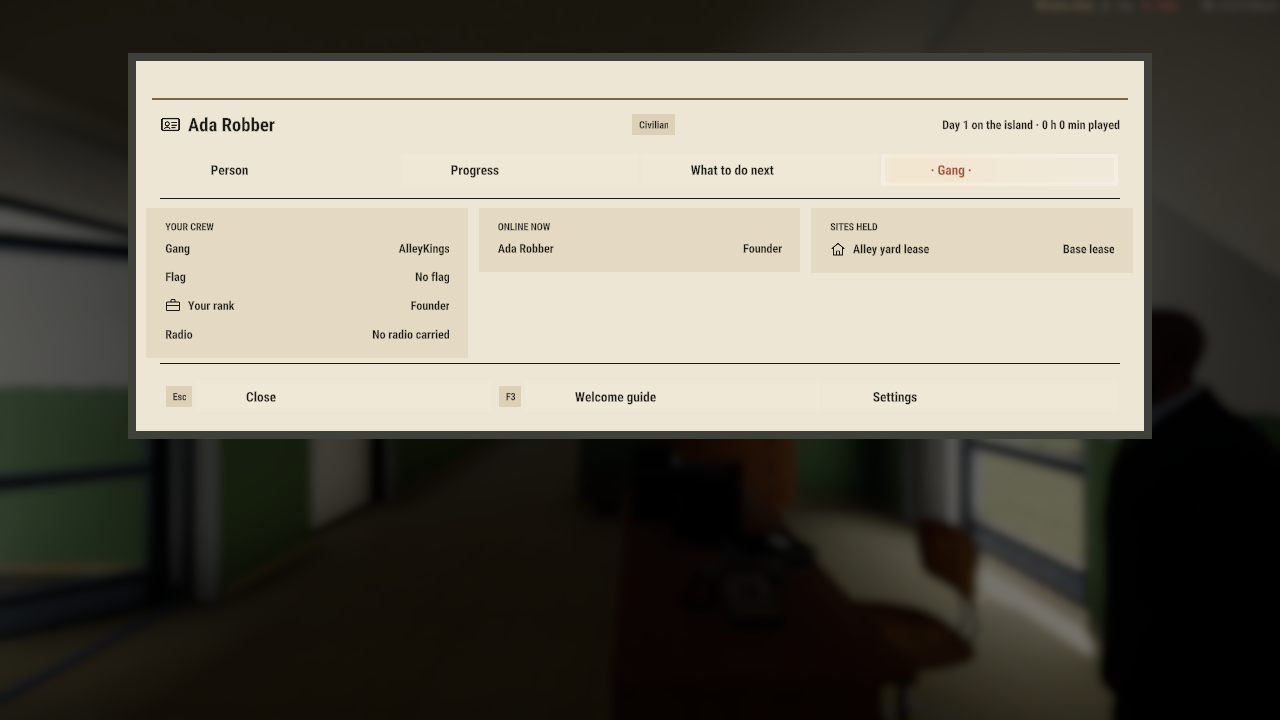 Ada Robber
Civilian
Day 1 on the island · 0 h 0 min played
Person
Progress
What to do next
· Gang ·
YOUR CREW
Gang AlleyKings
Flag No flag
Your rank Founder
Radio No radio carried
ONLINE NOW
Ada Robber Founder
SITES HELD
Alley yard lease Base lease
Esc Close
F3 Welcome guide
Settings